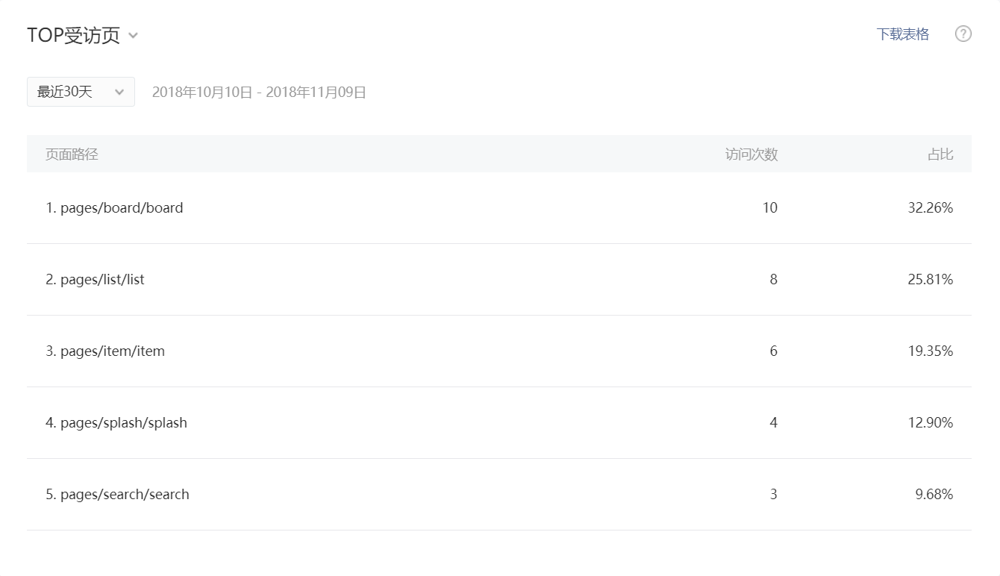 TOP受访页
下载表格
?
最近30天
2018年10月10日 - 2018年11月09日
页面路径 访问次数 占比
1. pages/board/board 10 32.26%
2. pages/list/list 8 25.81%
3. pages/item/item 6 19.35%
4. pages/splash/splash 4 12.90%
5. pages/search/search 3 9.68%